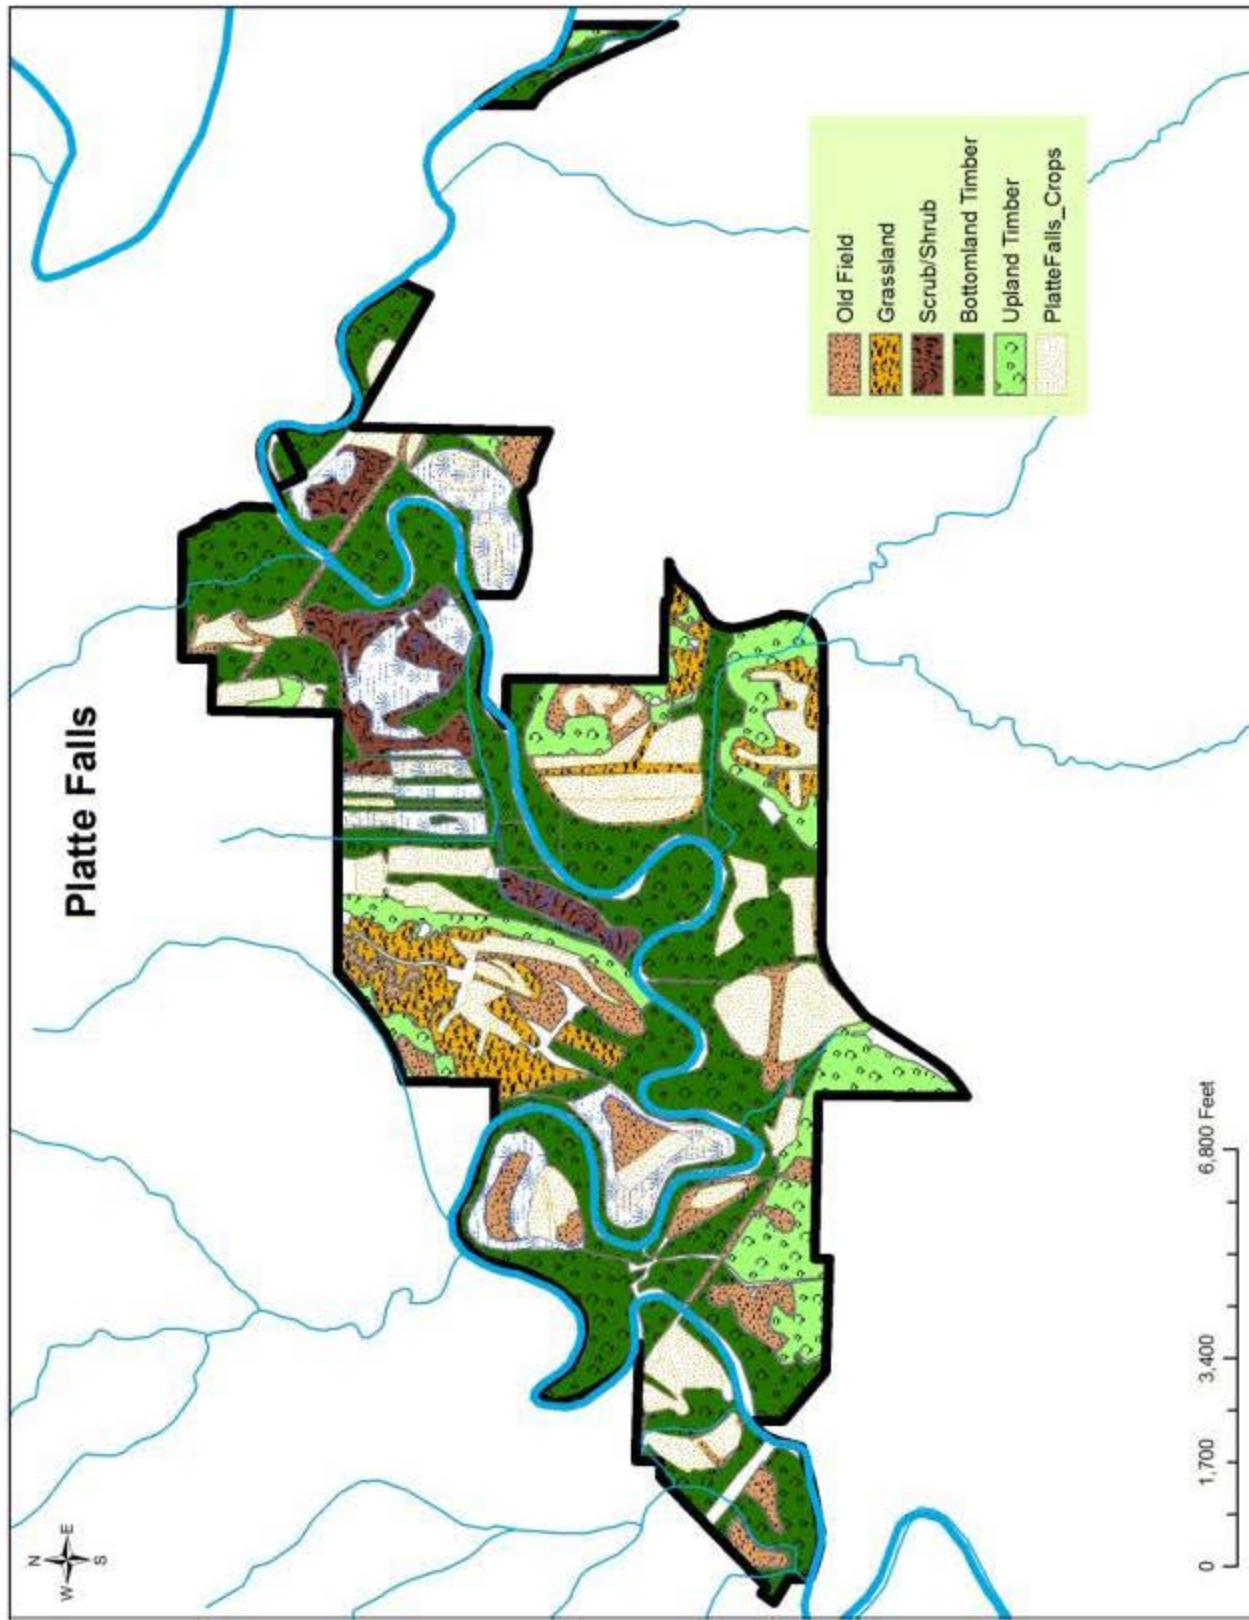 Platte Falls
N
W E
S
Old Field
Grassland
Scrub/Shrub
Bottomland Timber
Upland Timber
PlatteFalls_Crops
0 1,700 3,400 6,800 Feet